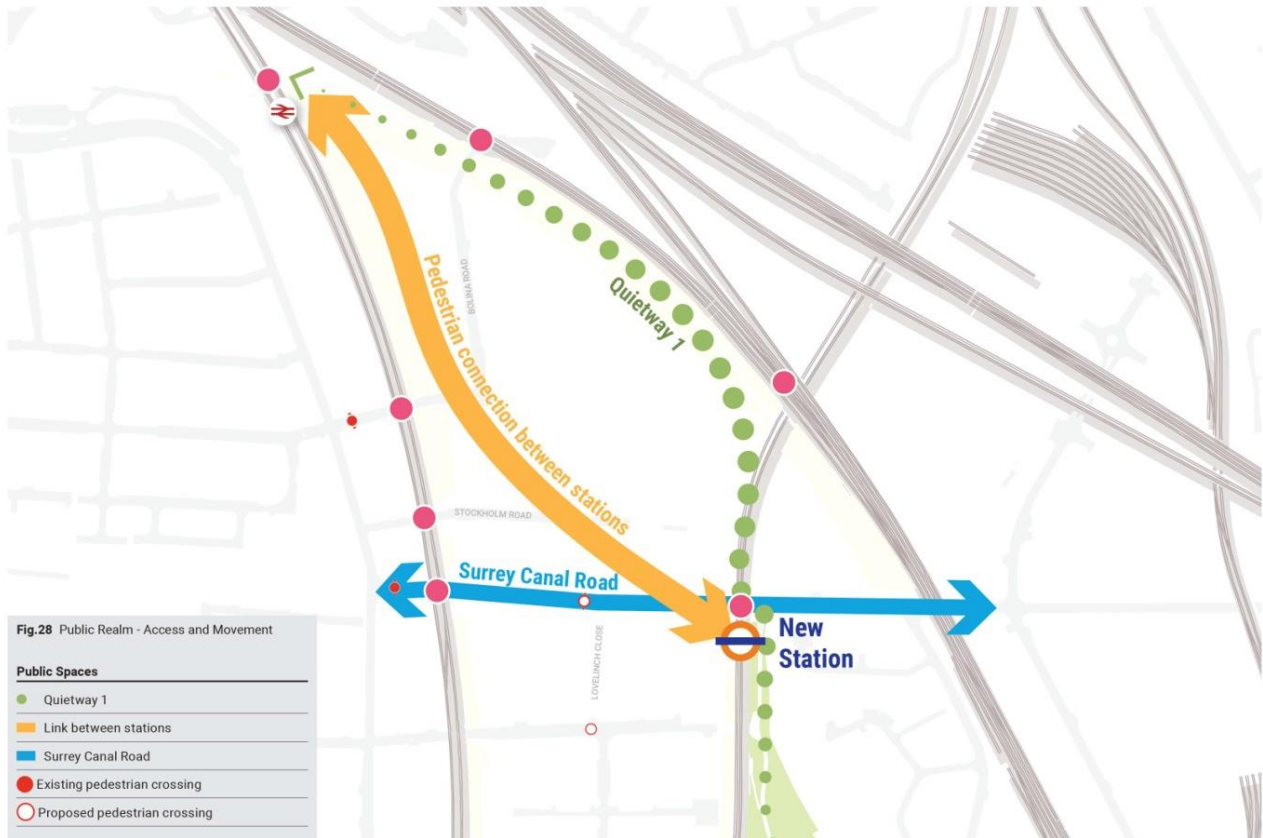 BOLINA ROAD
Pedestrian connection between stations
Quietway 1
STOCKHOLM ROAD
Surrey Canal Road
New
Station
LOVELINCH CLOSE
Fig.28 Public Realm - Access and Movement
Public Spaces
Quietway 1
Link between stations
Surrey Canal Road
Existing pedestrian crossing
Proposed pedestrian crossing